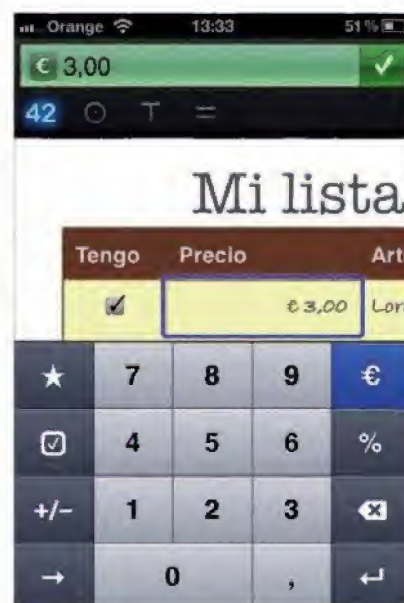 Orange 13:33 51 %
€ 3,00
42
Mi lista
Tengo Precio Art
€ 3,00 Lor
7 8 9 €
4 5 6 %
+/- 1 2 3
0 ,